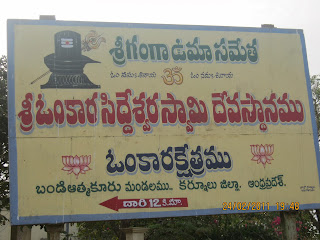 శ్రీగంగా ఉమా సమేత
ఓం నమఃశివాయ ఓం ఓం నమఃశివాయ
శ్రీ ఓంకార సిద్దేశ్వర స్వామి దేవస్థానము
ఓంకారక్షేత్రము
బండి ఆత్మకూరు మండలము. కర్నూలు జిల్లా. ఆంధ్రప్రదేశ్.
దారి 12 కి.మీ.